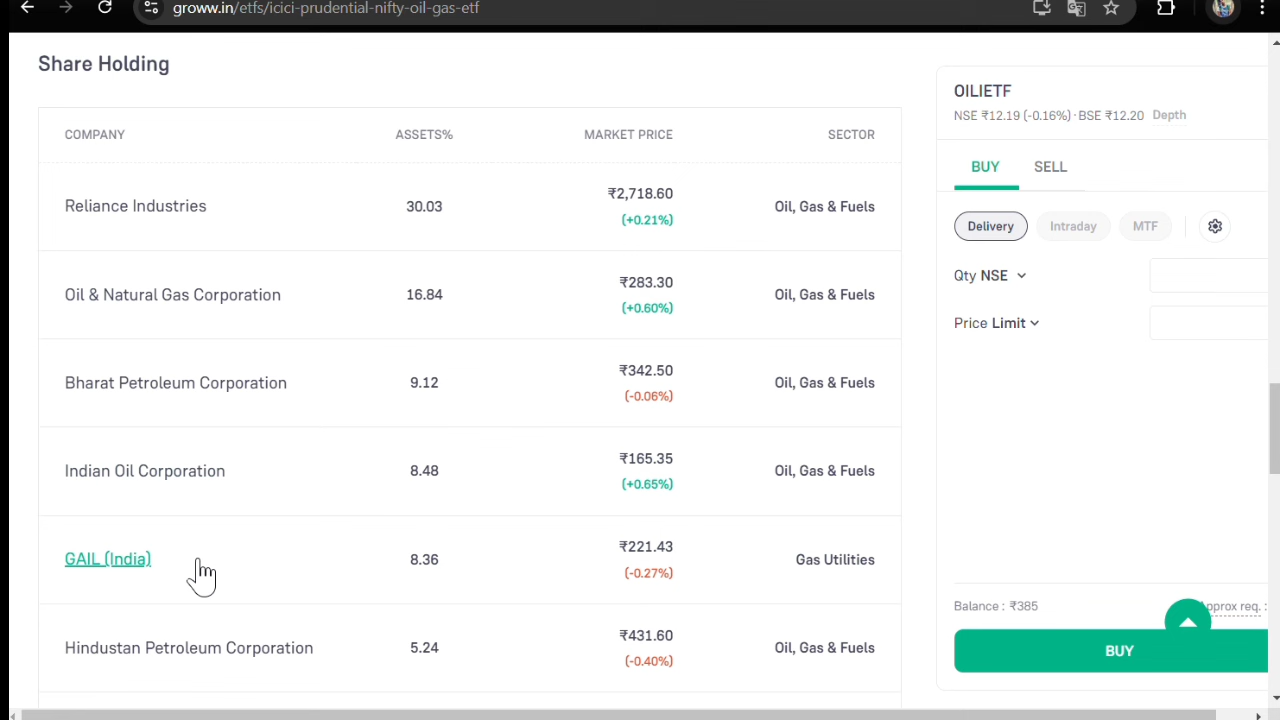 groww.in/etfs/icici-prudential-nifty-oil-gas-etf
Share Holding
COMPANY ASSETS% MARKET PRICE SECTOR
Reliance Industries 30.03 ₹2,718.60 (+0.21%) Oil, Gas & Fuels
Oil & Natural Gas Corporation 16.84 ₹283.30 (+0.60%) Oil, Gas & Fuels
Bharat Petroleum Corporation 9.12 ₹342.50 (-0.06%) Oil, Gas & Fuels
Indian Oil Corporation 8.48 ₹165.35 (+0.65%) Oil, Gas & Fuels
GAIL (India) 8.36 ₹221.43 (-0.27%) Gas Utilities
Hindustan Petroleum Corporation 5.24 ₹431.60 (-0.40%) Oil, Gas & Fuels
OILIETF
NSE ₹12.19 (-0.16%) · BSE ₹12.20 Depth
BUY SELL
Delivery Intraday MTF
Qty NSE
Price Limit
Balance : ₹385 pprox req. :
BUY